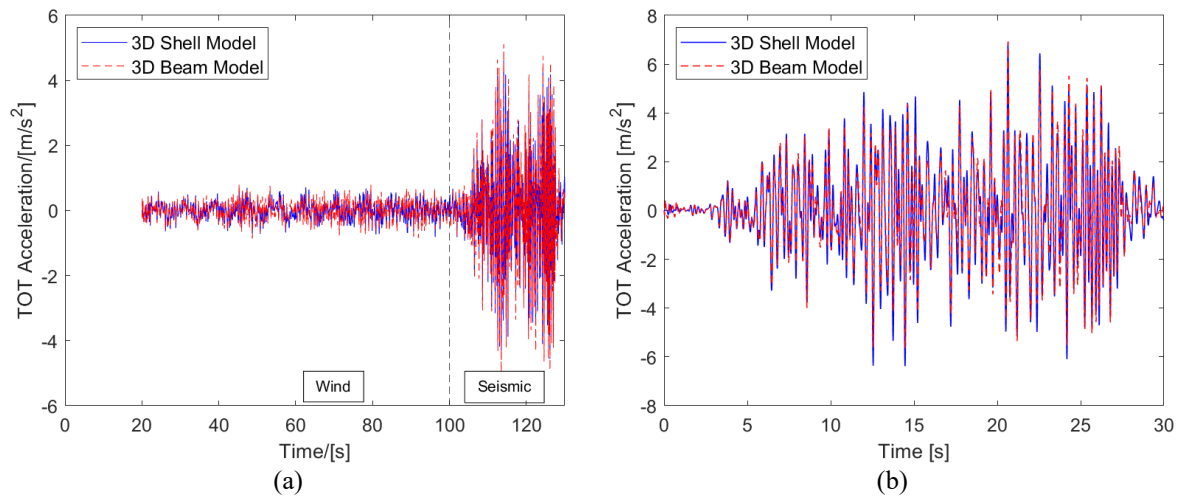 3D Shell Model
3D Beam Model
TOT Acceleration/[m/s²]
6
4
2
0
-2
-4
-6
Wind
Seismic
0
20
40
60
80
100
120
Time/[s]
(a)
3D Shell Model
3D Beam Model
TOT Acceleration [m/s²]
8
6
4
2
0
-2
-4
-6
-8
0
5
10
15
20
25
30
Time [s]
(b)